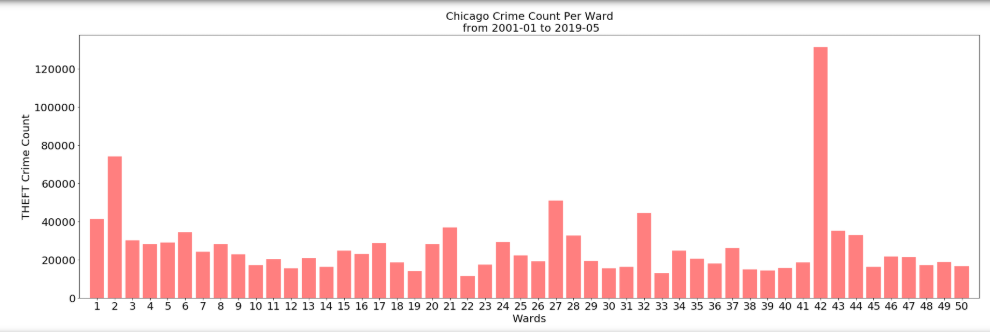 Chicago Crime Count Per Ward
from 2001-01 to 2019-05
THEFT Crime Count
120000
100000
80000
60000
40000
20000
0
1 2 3 4 5 6 7 8 9 10 11 12 13 14 15 16 17 18 19 20 21 22 23 24 25 26 27 28 29 30 31 32 33 34 35 36 37 38 39 40 41 42 43 44 45 46 47 48 49 50
Wards